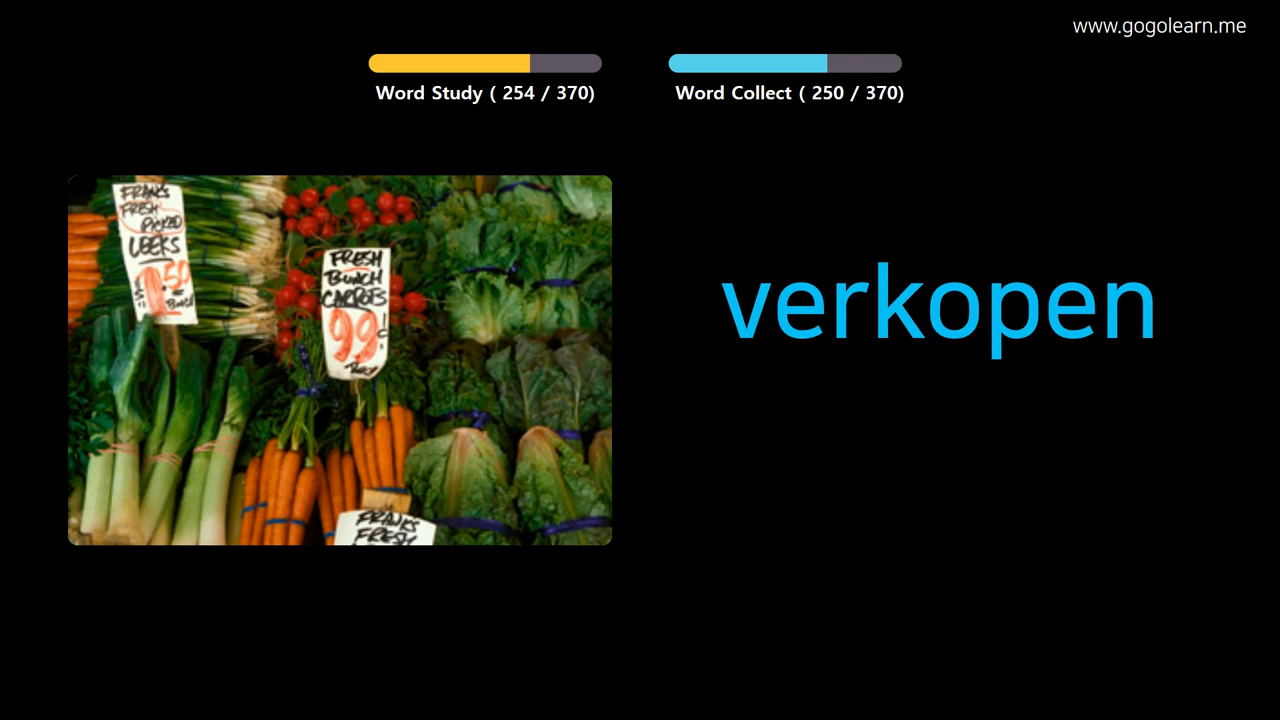 www.gogolearn.me
Word Study ( 254 / 370)
Word Collect ( 250 / 370)
FRANK'S
FRESH
PICKED
LEEKS
50
FRESH
BUNCH
CARROTS
99
verkopen
FRANK'S
FRESH